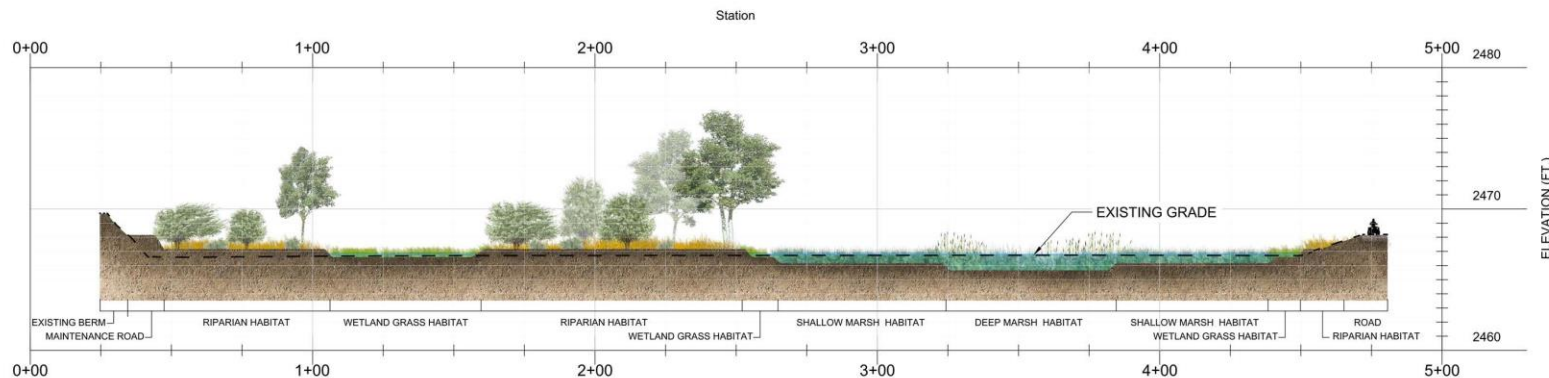 Station
0+00 1+00 2+00 3+00 4+00 5+00
2480
2470
2460
ELEVATION (FT.)
EXISTING GRADE
EXISTING BERM
MAINTENANCE ROAD
RIPARIAN HABITAT
WETLAND GRASS HABITAT
RIPARIAN HABITAT
WETLAND GRASS HABITAT
SHALLOW MARSH HABITAT
DEEP MARSH HABITAT
SHALLOW MARSH HABITAT
WETLAND GRASS HABITAT
ROAD
RIPARIAN HABITAT
0+00 1+00 2+00 3+00 4+00 5+00